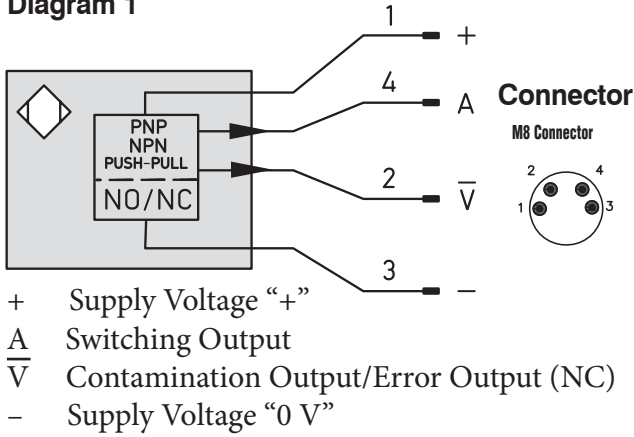 Diagram 1
1
+
4
A
Connector
M8 Connector
PNP
NPN
PUSH-PULL
NO/NC
2
V̅
2 4
1 3
3
–
+ Supply Voltage “+”
A Switching Output
V̅ Contamination Output/Error Output (NC)
– Supply Voltage “0 V”